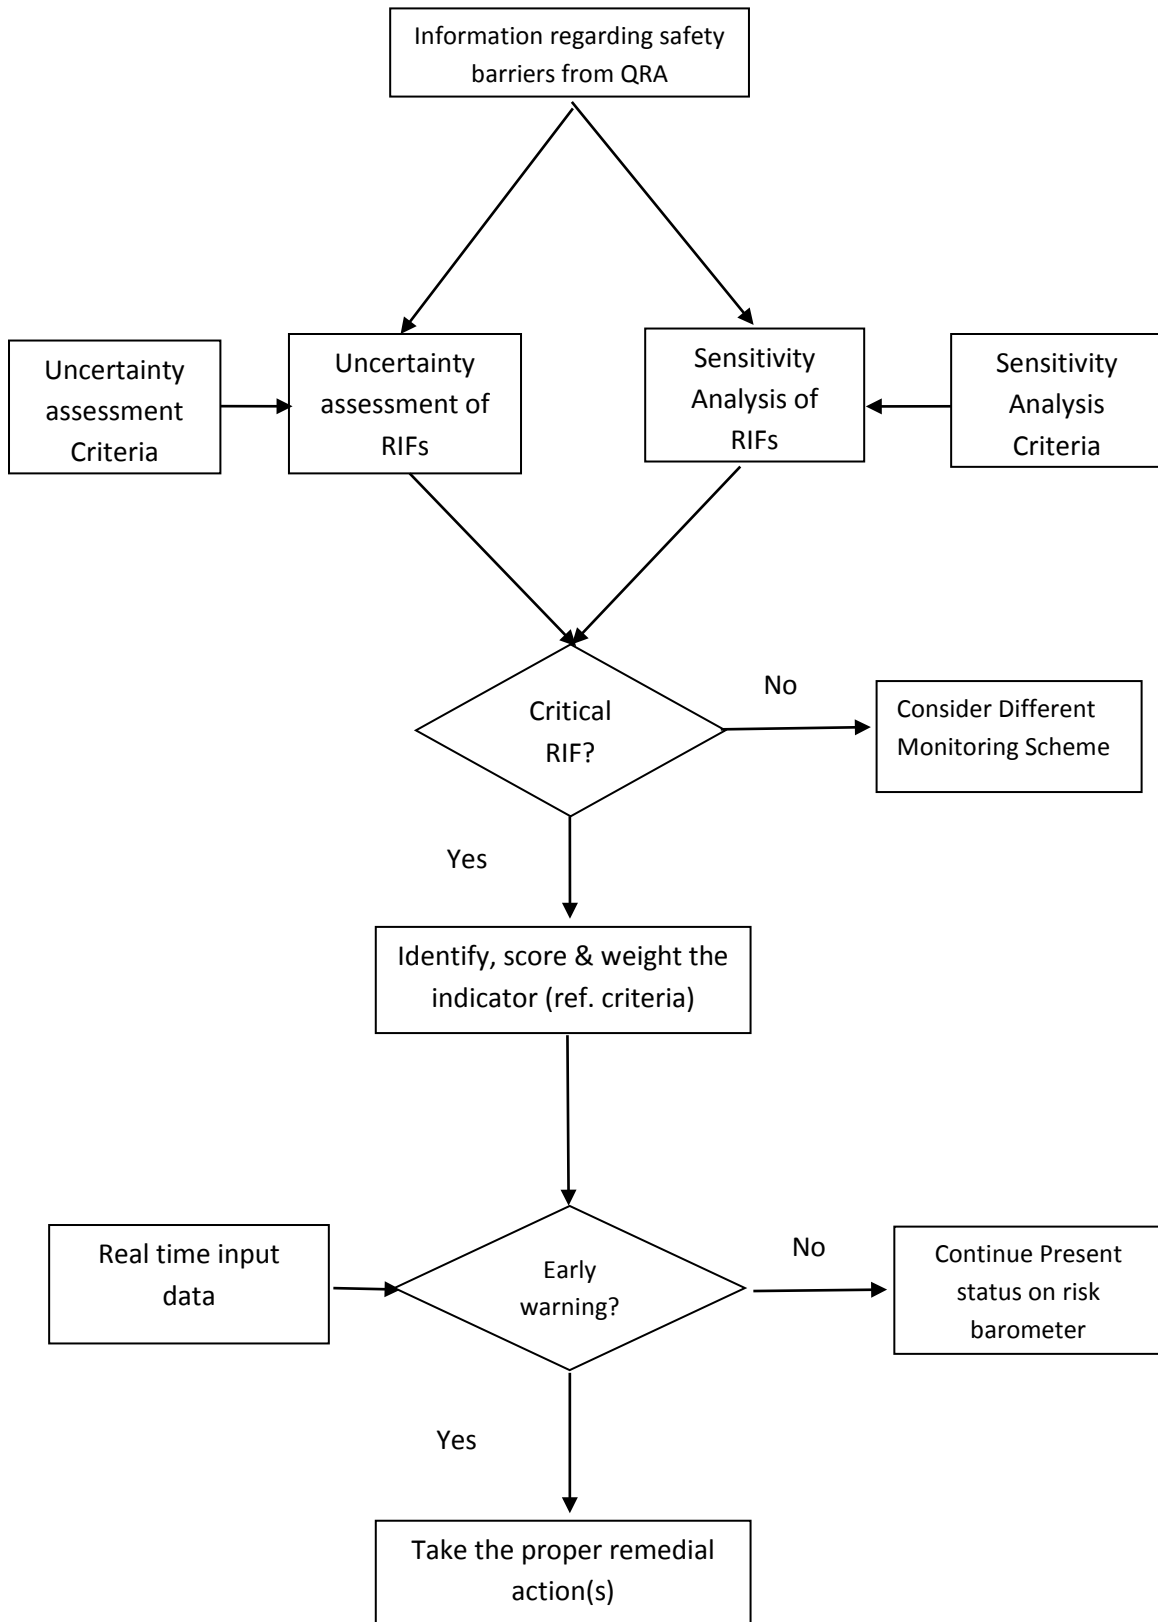 Information regarding safety
barriers from QRA
Uncertainty
assessment
Criteria
Uncertainty
assessment of
RIFs
Sensitivity
Analysis of
RIFs
Sensitivity
Analysis
Criteria
Critical
RIF?
No
Consider Different
Monitoring Scheme
Yes
Identify, score & weight the
indicator (ref. criteria)
Real time input
data
Early
warning?
No
Continue Present
status on risk
barometer
Yes
Take the proper remedial
action(s)